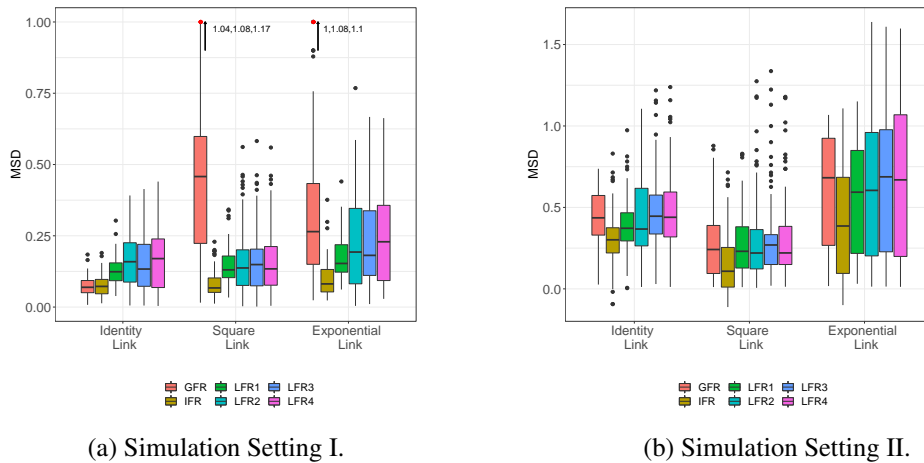 1.00
0.75
0.50
0.25
0.00
MSD
1.04,1.08,1.17
1,1.08,1.1
Identity
Link
Square
Link
Exponential
Link
GFR LFR1 LFR3
IFR LFR2 LFR4
(a) Simulation Setting I.
1.5
1.0
0.5
0.0
MSD
Identity
Link
Square
Link
Exponential
Link
GFR LFR1 LFR3
IFR LFR2 LFR4
(b) Simulation Setting II.